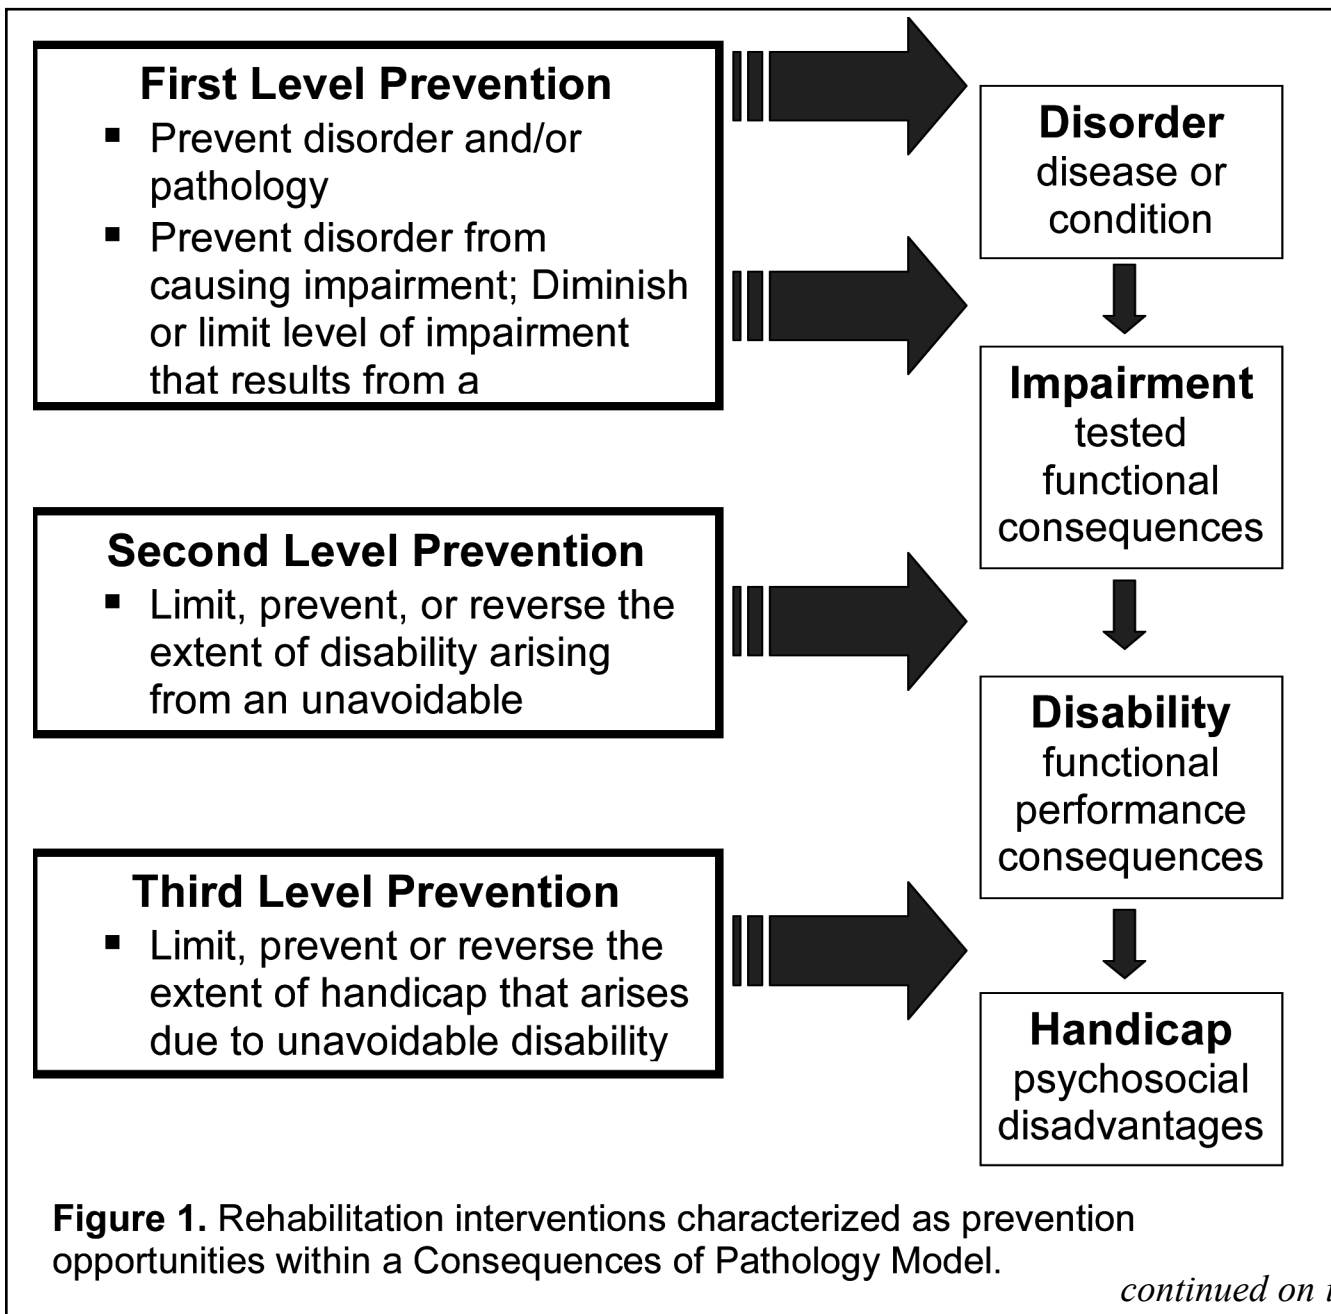 First Level Prevention
▪ Prevent disorder and/or
pathology
▪ Prevent disorder from
causing impairment; Diminish
or limit level of impairment
that results from a
Second Level Prevention
▪ Limit, prevent, or reverse the
extent of disability arising
from an unavoidable
Third Level Prevention
▪ Limit, prevent or reverse the
extent of handicap that arises
due to unavoidable disability
Disorder
disease or
condition
Impairment
tested
functional
consequences
Disability
functional
performance
consequences
Handicap
psychosocial
disadvantages
Figure 1. Rehabilitation interventions characterized as prevention
opportunities within a Consequences of Pathology Model.
continued on